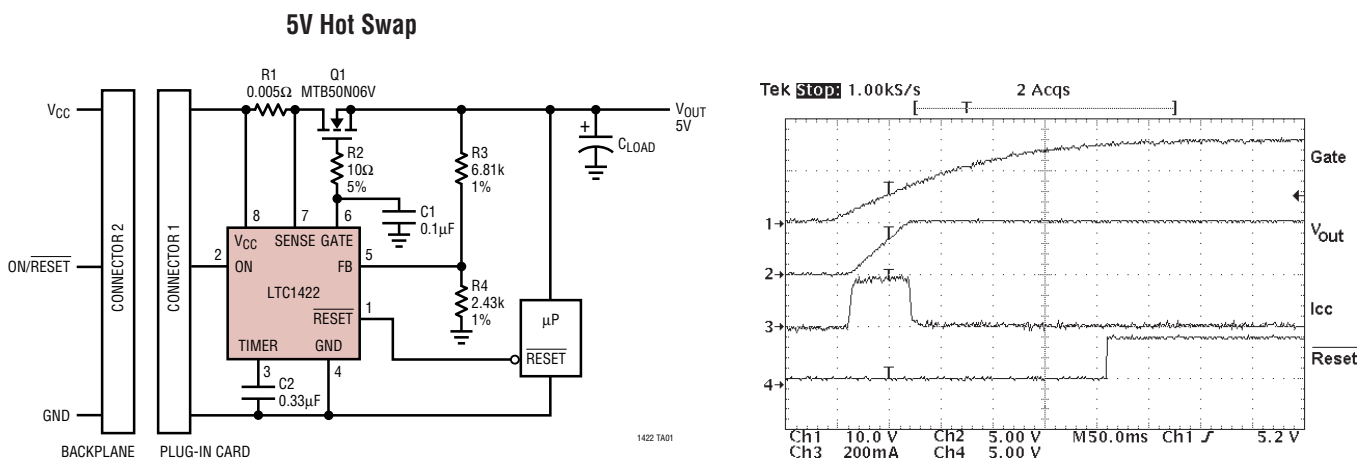 5V Hot Swap
R1
0.005Ω
Q1
MTB50N06V
VCC
VOUT
5V
+
CLOAD
R2
10Ω
5%
R3
6.81k
1%
C1
0.1µF
8
7
6
VCC
SENSE
GATE
2
ON
FB
5
ON/RESET
CONNECTOR 2
CONNECTOR 1
LTC1422
R4
2.43k
1%
RESET
1
µP
RESET
TIMER
GND
3
4
C2
0.33µF
GND
BACKPLANE
PLUG-IN CARD
1422 TA01
Tek Stop: 1.00kS/s 2 Acqs
[ T ]
T
Gate
1
T
Vout
2
T
Icc
3
Reset
T
4
Ch1 10.0 V Ch2 5.00 V M50.0ms Ch1 5.2 V
Ch3 200mA Ch4 5.00 V